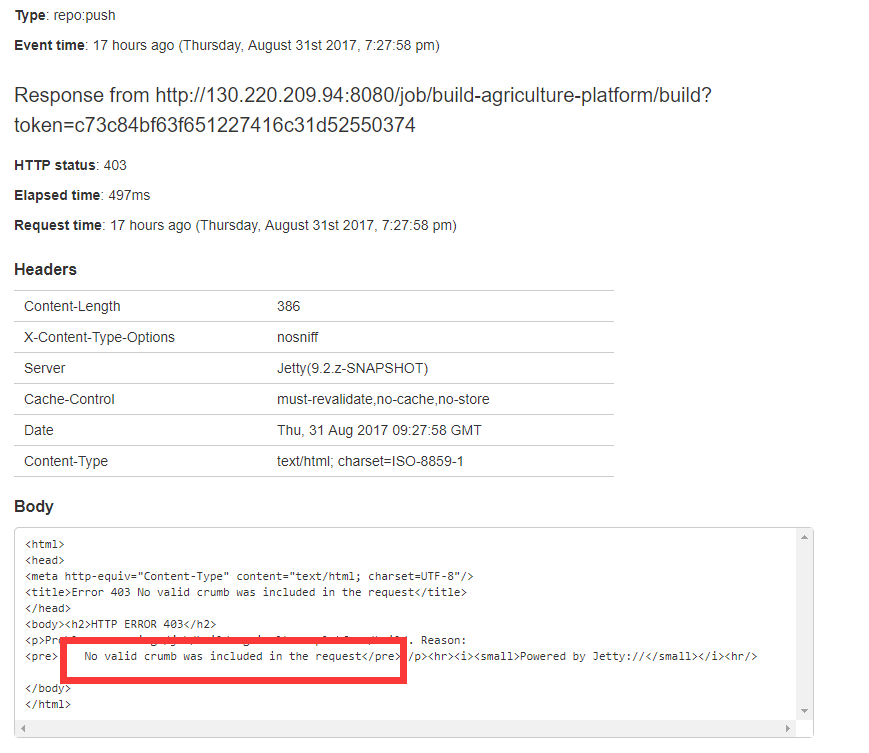 Type: repo:push
Event time: 17 hours ago (Thursday, August 31st 2017, 7:27:58 pm)
Response from http://130.220.209.94:8080/job/build-agriculture-platform/build?
token=c73c84bf63f651227416c31d52550374
HTTP status: 403
Elapsed time: 497ms
Request time: 17 hours ago (Thursday, August 31st 2017, 7:27:58 pm)
Headers
Content-Length 386
X-Content-Type-Options nosniff
Server Jetty(9.2.z-SNAPSHOT)
Cache-Control must-revalidate,no-cache,no-store
Date Thu, 31 Aug 2017 09:27:58 GMT
Content-Type text/html; charset=ISO-8859-1
Body
<html>
<head>
<meta http-equiv="Content-Type" content="text/html; charset=UTF-8"/>
<title>Error 403 No valid crumb was included in the request</title>
</head>
<body><h2>HTTP ERROR 403</h2>
<p> . Reason:
<pre> No valid crumb was included in the request</pre> /p><hr><i><small>Powered by Jetty://</small></i><hr/>
</body>
</html>